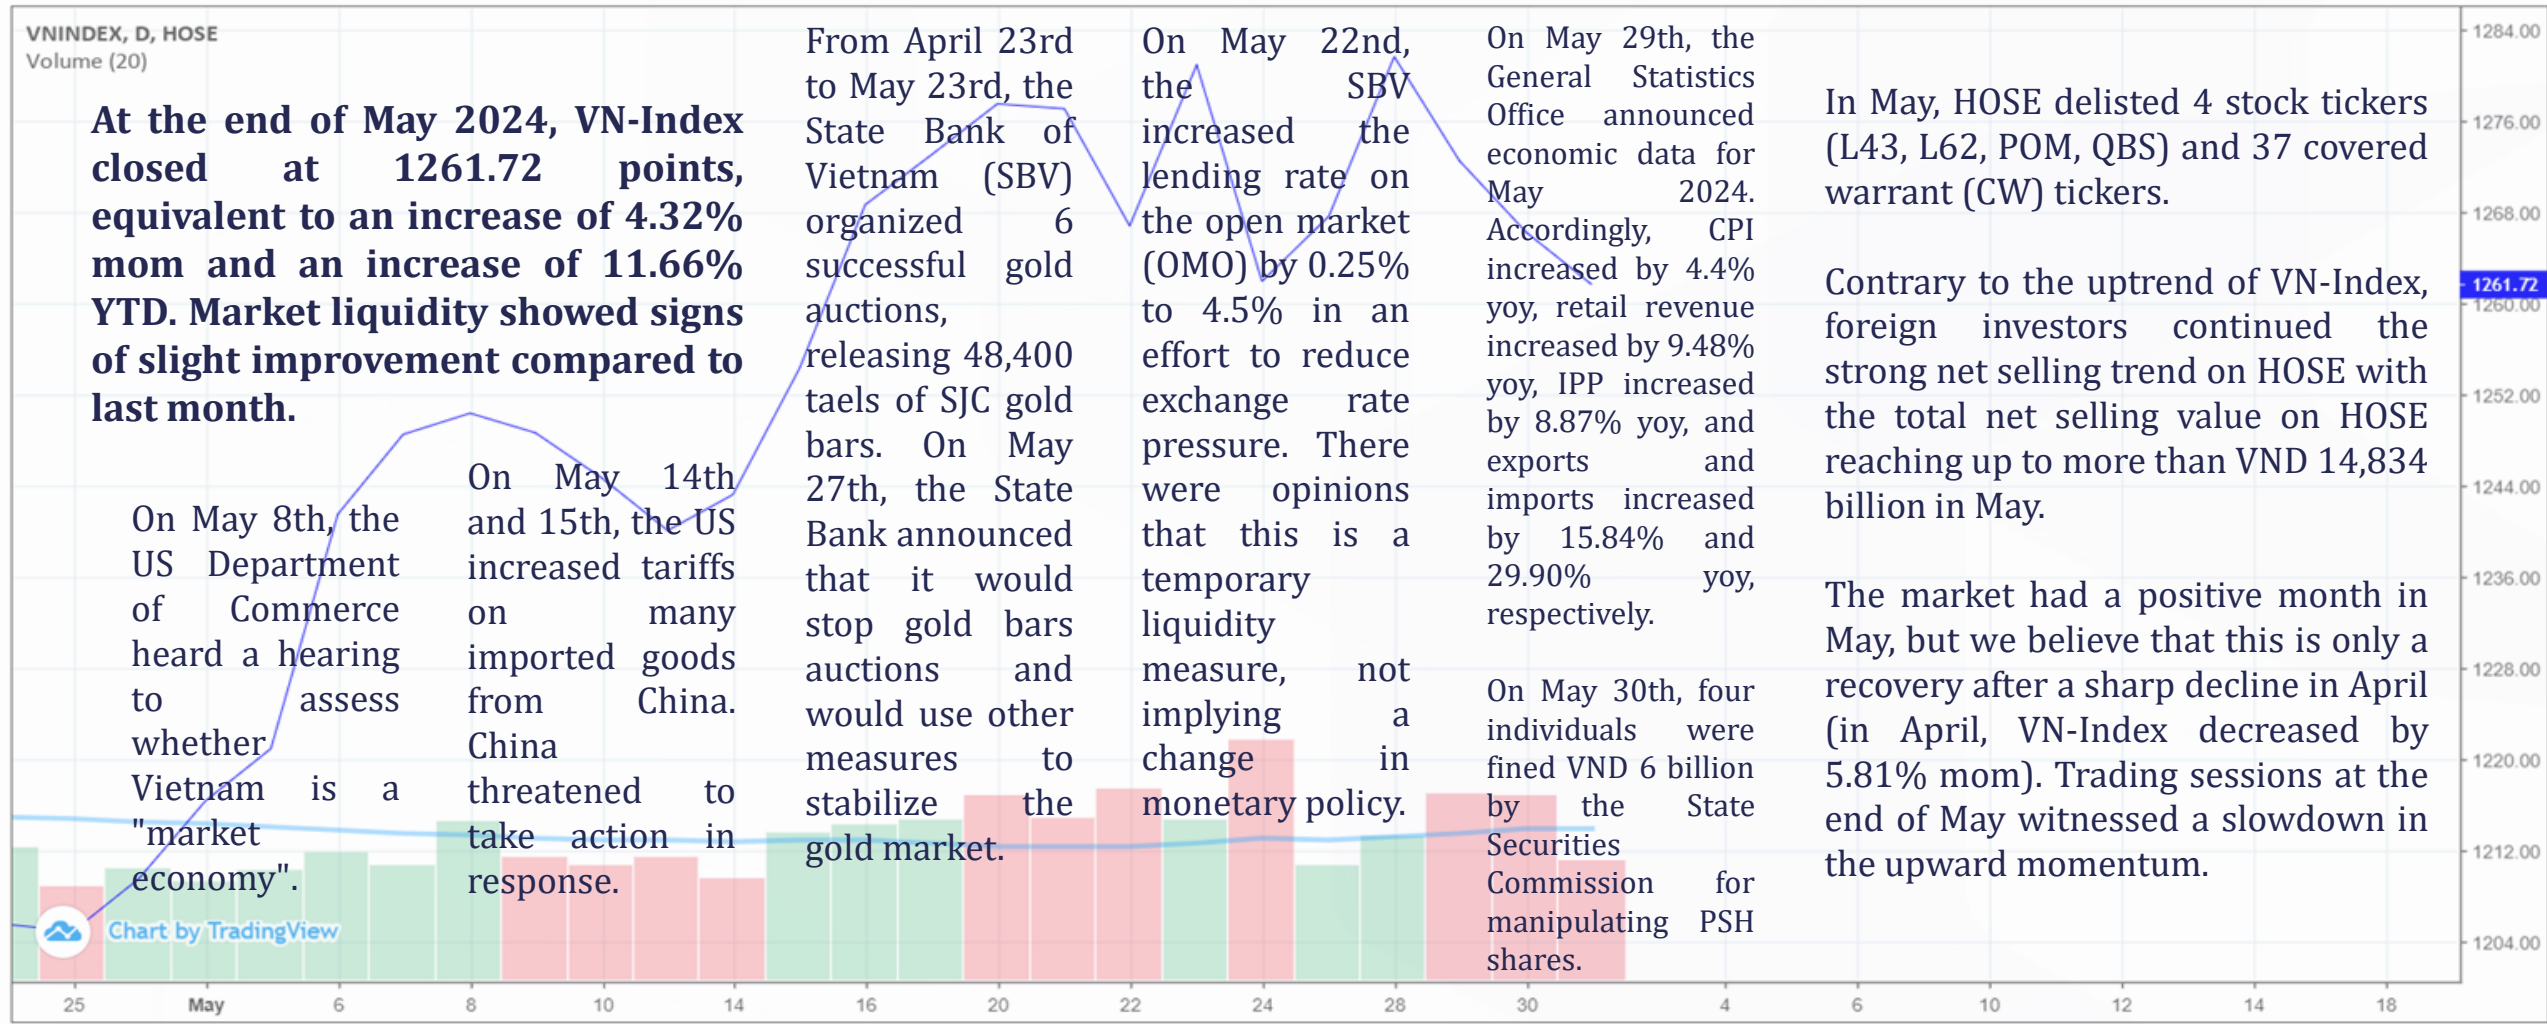 VNINDEX, D, HOSE
Volume (20)
At the end of May 2024, VN-Index
closed at 1261.72 points,
equivalent to an increase of 4.32%
mom and an increase of 11.66%
YTD. Market liquidity showed signs
of slight improvement compared to
last month.
On May 8th, the
US Department
of Commerce
heard a hearing
to assess
whether
Vietnam is a
"market
economy".
On May 14th
and 15th, the US
increased tariffs
on many
imported goods
from China.
China
threatened to
take action in
response.
From April 23rd
to May 23rd, the
State Bank of
Vietnam (SBV)
organized 6
successful gold
auctions,
releasing 48,400
taels of SJC gold
bars. On May
27th, the State
Bank announced
that it would
stop gold bars
auctions and
would use other
measures to
stabilize the
gold market.
On May 22nd,
the SBV
increased the
lending rate on
the open market
(OMO) by 0.25%
to 4.5% in an
effort to reduce
exchange rate
pressure. There
were opinions
that this is a
temporary
liquidity
measure, not
implying a
change in
monetary policy.
On May 29th, the
General Statistics
Office announced
economic data for
May 2024.
Accordingly, CPI
increased by 4.4%
yoy, retail revenue
increased by 9.48%
yoy, IPP increased
by 8.87% yoy, and
exports and
imports increased
by 15.84% and
29.90% yoy,
respectively.
On May 30th, four
individuals were
fined VND 6 billion
by the State
Securities
Commission for
manipulating PSH
shares.
In May, HOSE delisted 4 stock tickers
(L43, L62, POM, QBS) and 37 covered
warrant (CW) tickers.
Contrary to the uptrend of VN-Index,
foreign investors continued the
strong net selling trend on HOSE with
the total net selling value on HOSE
reaching up to more than VND 14,834
billion in May.
The market had a positive month in
May, but we believe that this is only a
recovery after a sharp decline in April
(in April, VN-Index decreased by
5.81% mom). Trading sessions at the
end of May witnessed a slowdown in
the upward momentum.
1284.00
1276.00
1268.00
1261.72
1260.00
1252.00
1244.00
1236.00
1228.00
1220.00
1212.00
1204.00
Chart by TradingView
25 May 6 8 10 14 16 20 22 24 28 30 4 6 10 12 14 18